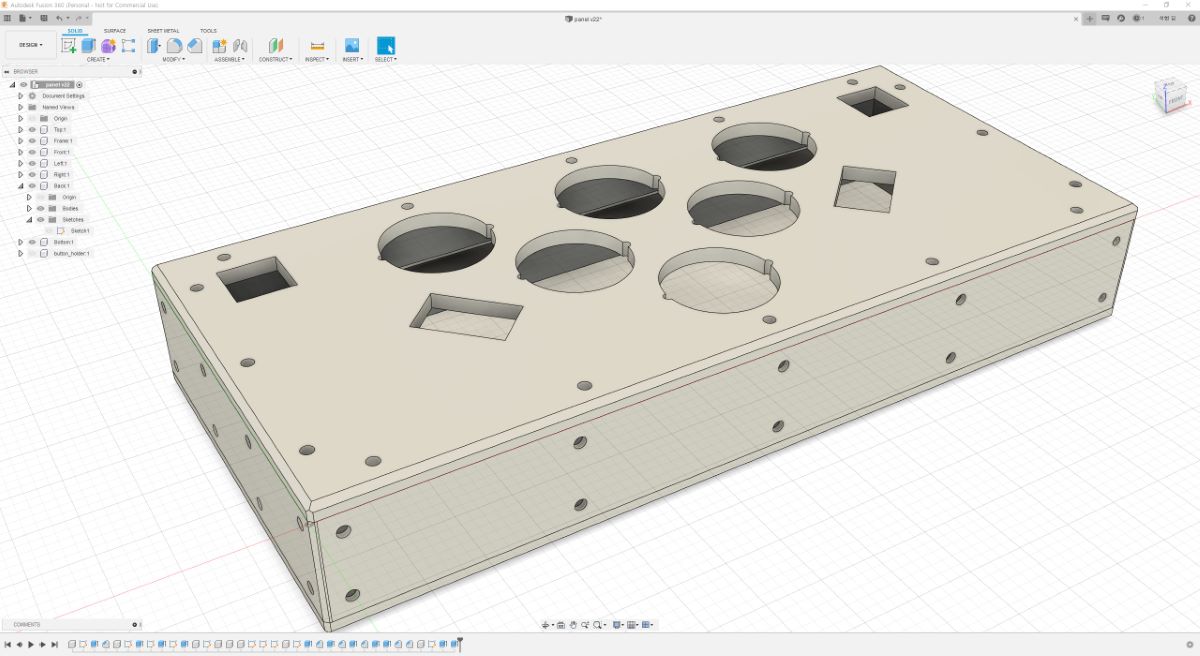 Autodesk Fusion 360 (Personal - Not for Commercial Use)
panel v22*
SOLID SURFACE SHEET METAL TOOLS
DESIGN
CREATE MODIFY ASSEMBLE CONSTRUCT INSPECT INSERT SELECT
BROWSER
panel v22
Document Settings
Named Views
Origin
Top:1
Frame:1
Front:1
Left:1
Right:1
Back:1
Origin
Bodies
Sketches
Sketch1
Bottom:1
button_holder:1
FRONT
COMMENTS